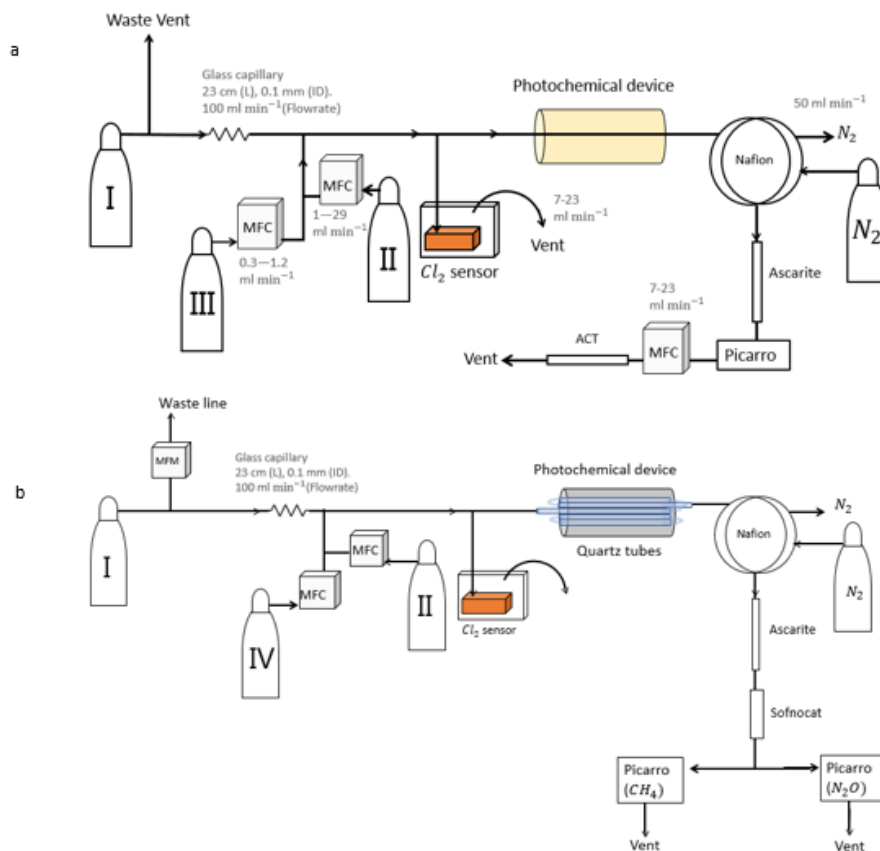 a
Waste Vent
Glass capillary
23 cm (L), 0.1 mm (ID).
100 ml min⁻¹(Flowrate)
Photochemical device
50 ml min⁻¹
N₂
Nafion
I
MFC
1—29
ml min⁻¹
II
MFC
0.3—1.2
ml min⁻¹
III
Cl₂ sensor
7-23
ml min⁻¹
Vent
N₂
Ascarite
7-23
ml min⁻¹
ACT
MFC
Picarro
Vent
b
Waste line
MFM
Glass capillary
23 cm (L), 0.1 mm (ID).
100 ml min⁻¹(Flowrate)
Photochemical device
Quartz tubes
N₂
Nafion
N₂
I
MFC
MFC
II
IV
Cl₂ sensor
Ascarite
Sofnocat
Picarro
(CH₄)
Picarro
(N₂O)
Vent
Vent